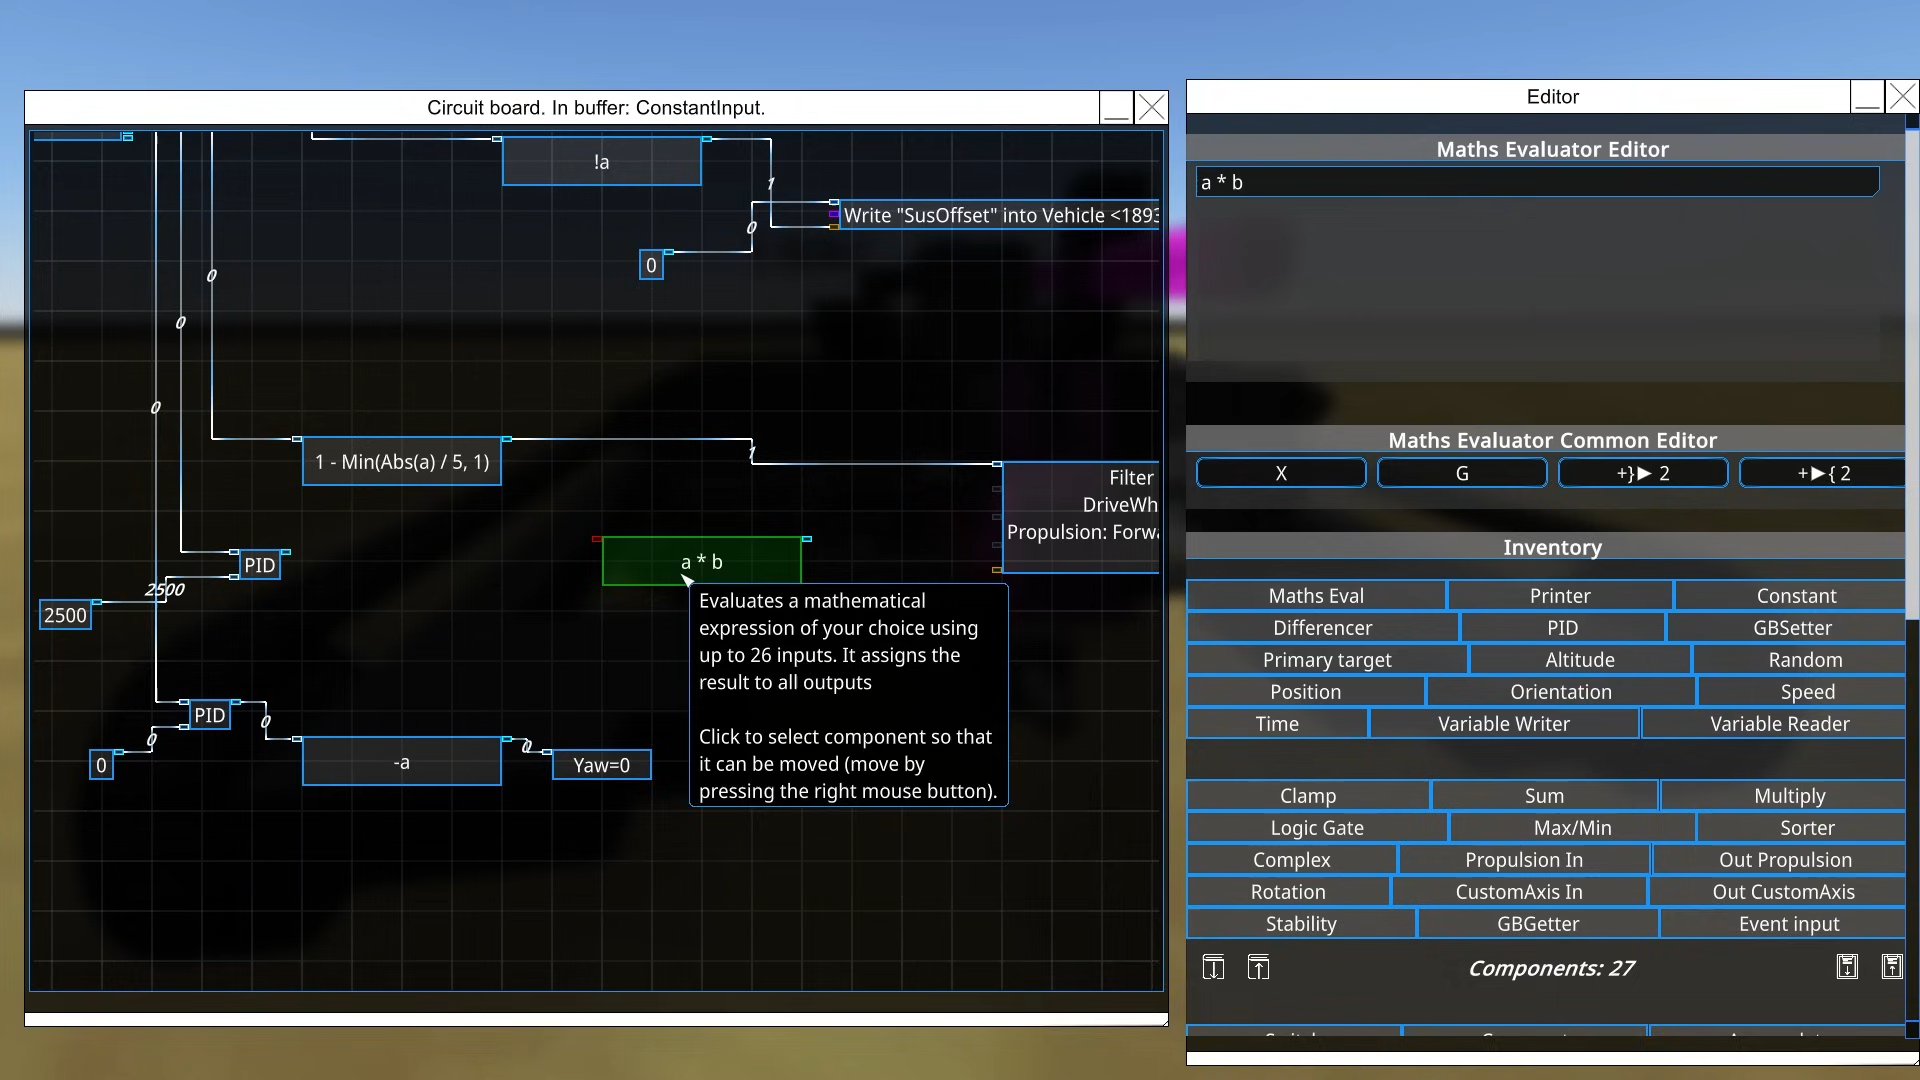 Circuit board. In buffer: ConstantInput.
!a
1
Write "SusOffset" into Vehicle <1893
0
0
0
0
0
1 - Min(Abs(a) / 5, 1)
1
Filter
DriveWh
Propulsion: Forwa
a * b
PID
2500
2500
Evaluates a mathematical
expression of your choice using
up to 26 inputs. It assigns the
result to all outputs
Click to select component so that
it can be moved (move by
pressing the right mouse button).
PID
0
0
0
-a
0
Yaw=0
Editor
Maths Evaluator Editor
a * b
Maths Evaluator Common Editor
X G +}► 2 +►{ 2
Inventory
Maths Eval Printer Constant
Differencer PID GBSetter
Primary target Altitude Random
Position Orientation Speed
Time Variable Writer Variable Reader
Clamp Sum Multiply
Logic Gate Max/Min Sorter
Complex Propulsion In Out Propulsion
Rotation CustomAxis In Out CustomAxis
Stability GBGetter Event input
Components: 27